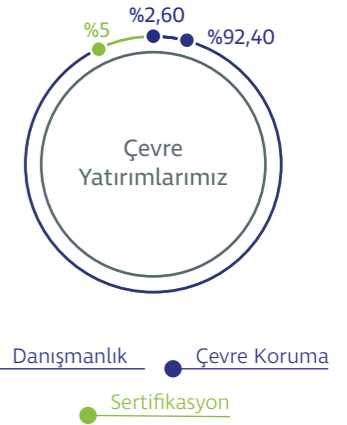 %2,60
%5
%92,40
Çevre
Yatırımlarımız
Danışmanlık
Çevre Koruma
Sertifikasyon